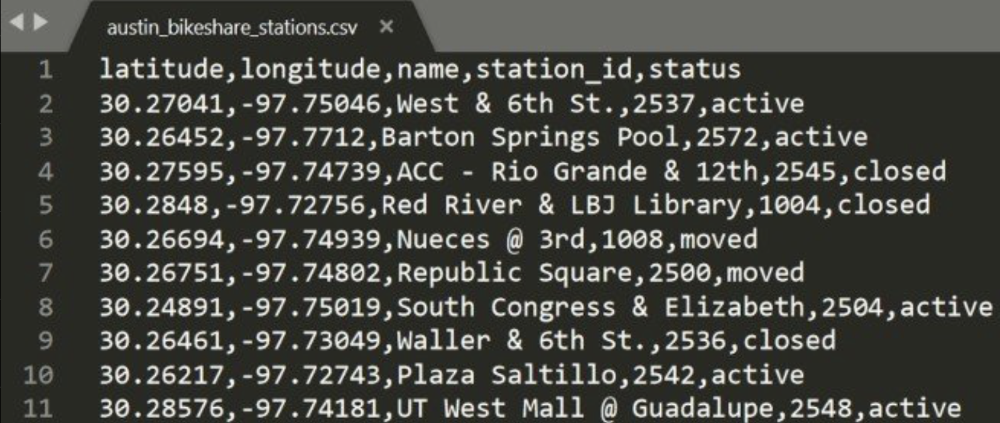 austin_bikeshare_stations.csv ×
1 latitude,longitude,name,station_id,status
2 30.27041,-97.75046,West & 6th St.,2537,active
3 30.26452,-97.7712,Barton Springs Pool,2572,active
4 30.27595,-97.74739,ACC - Rio Grande & 12th,2545,closed
5 30.2848,-97.72756,Red River & LBJ Library,1004,closed
6 30.26694,-97.74939,Nueces @ 3rd,1008,moved
7 30.26751,-97.74802,Republic Square,2500,moved
8 30.24891,-97.75019,South Congress & Elizabeth,2504,active
9 30.26461,-97.73049,Waller & 6th St.,2536,closed
10 30.26217,-97.72743,Plaza Saltillo,2542,active
11 30.28576,-97.74181,UT West Mall @ Guadalupe,2548,active